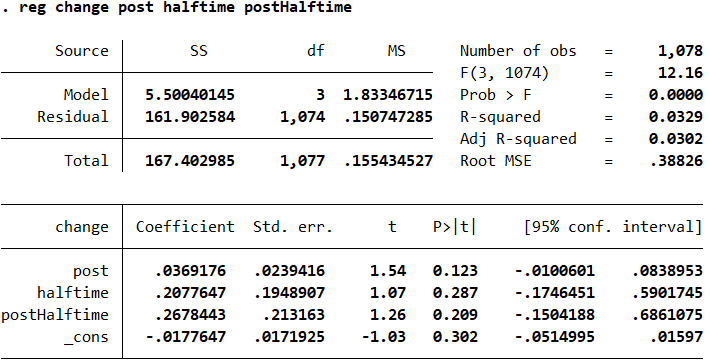 . reg change post halftime postHalftime
Source SS df MS Number of obs = 1,078
F(3, 1074) = 12.16
Model 5.50040145 3 1.83346715 Prob > F = 0.0000
Residual 161.902584 1,074 .150747285 R-squared = 0.0329
Adj R-squared = 0.0302
Total 167.402985 1,077 .155434527 Root MSE = .38826
change Coefficient Std. err. t P>|t| [95% conf. interval]
post .0369176 .0239416 1.54 0.123 -.0100601 .0838953
halftime .2077647 .1948907 1.07 0.287 -.1746451 .5901745
postHalftime .2678443 .213163 1.26 0.209 -.1504188 .6861075
_cons -.0177647 .0171925 -1.03 0.302 -.0514995 .01597